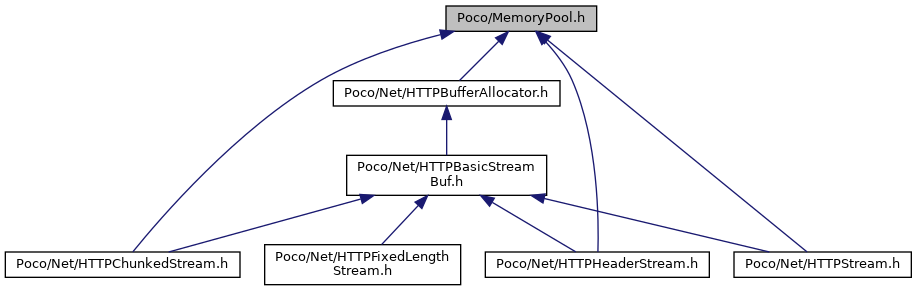 Poco/MemoryPool.h
Poco/Net/HTTPBufferAllocator.h
Poco/Net/HTTPBasicStream
Buf.h
Poco/Net/HTTPChunkedStream.h
Poco/Net/HTTPFixedLength
Stream.h
Poco/Net/HTTPHeaderStream.h
Poco/Net/HTTPStream.h